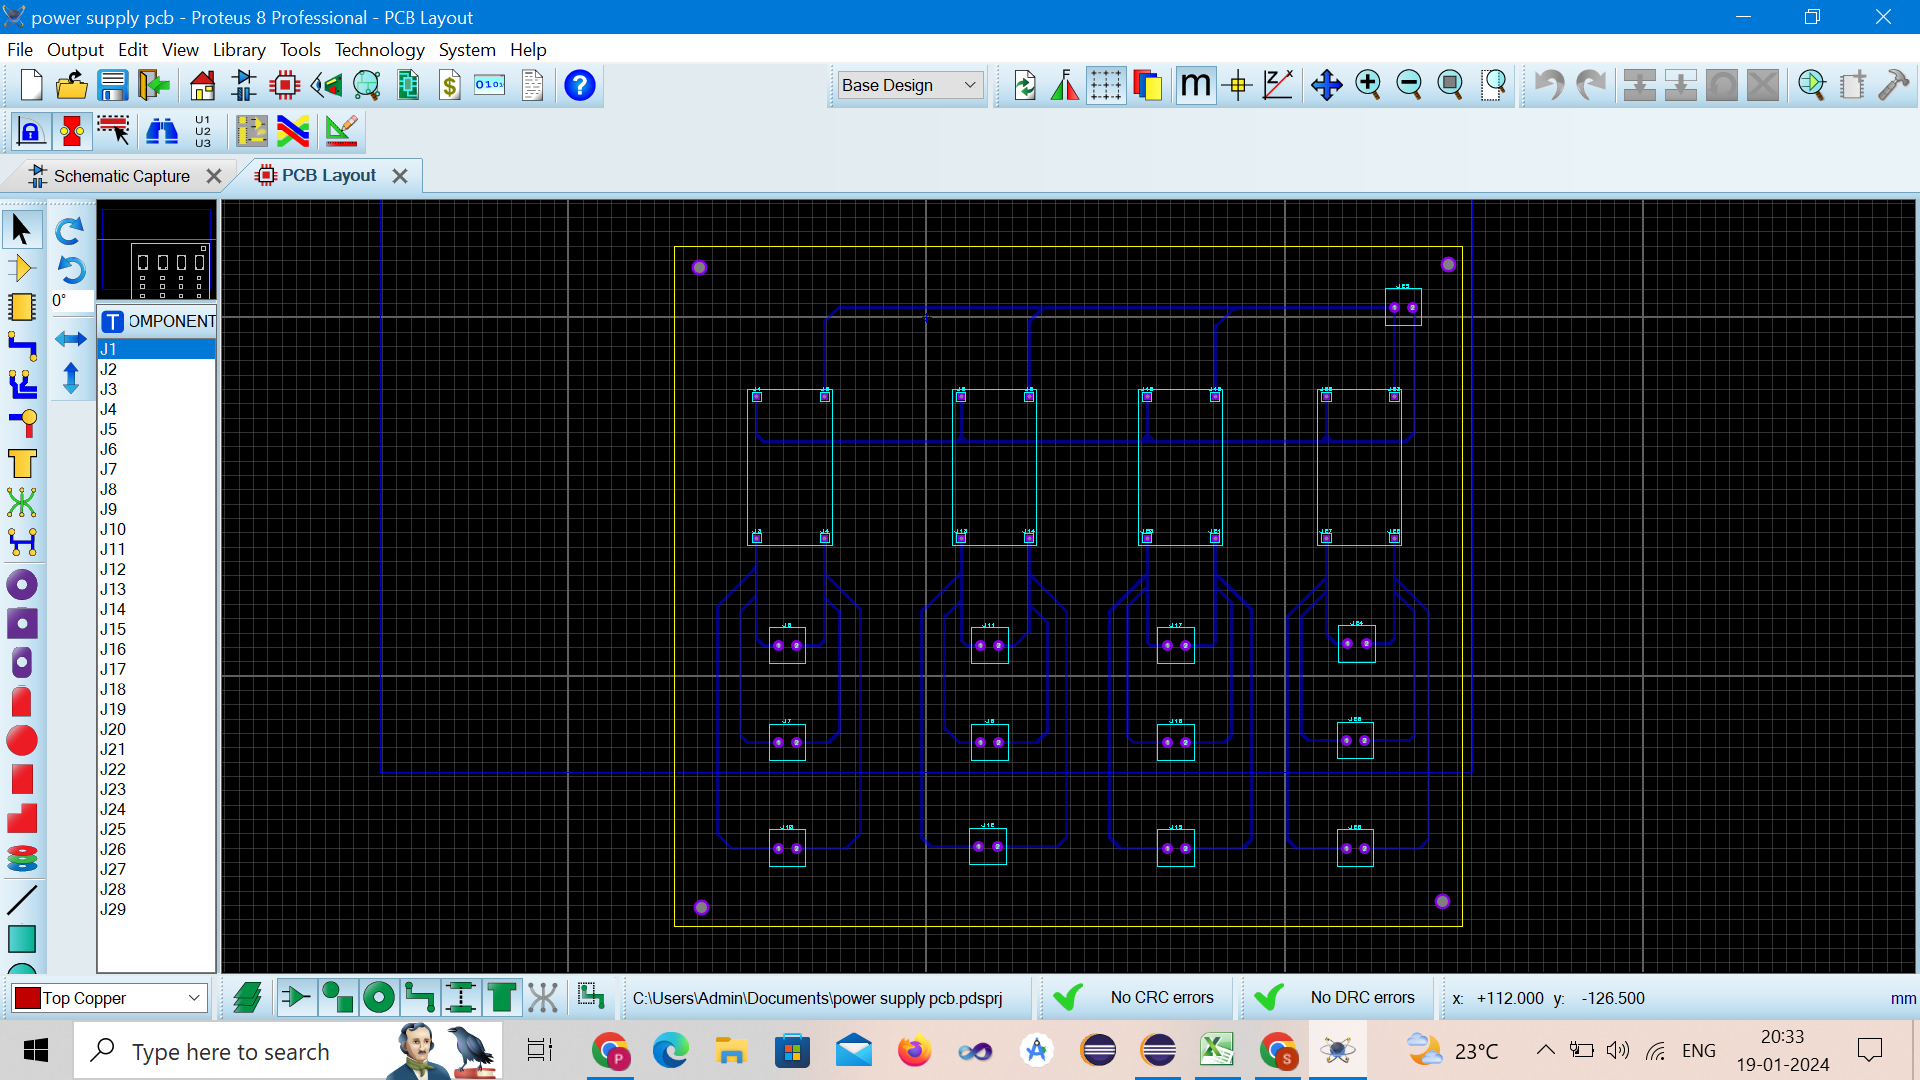 power supply pcb - Proteus 8 Professional - PCB Layout
File Output Edit View Library Tools Technology System Help
Base Design
Schematic Capture
PCB Layout
0°
T OMPONENT
J1
J2
J3
J4
J5
J6
J7
J8
J9
J10
J11
J12
J13
J14
J15
J16
J17
J18
J19
J20
J21
J22
J23
J24
J25
J26
J27
J28
J29
Top Copper
C:\Users\Admin\Documents\power supply pcb.pdsprj
No CRC errors
No DRC errors
x: +112.000 y: -126.500
mm
Type here to search
23°C
ENG
20:33
19-01-2024